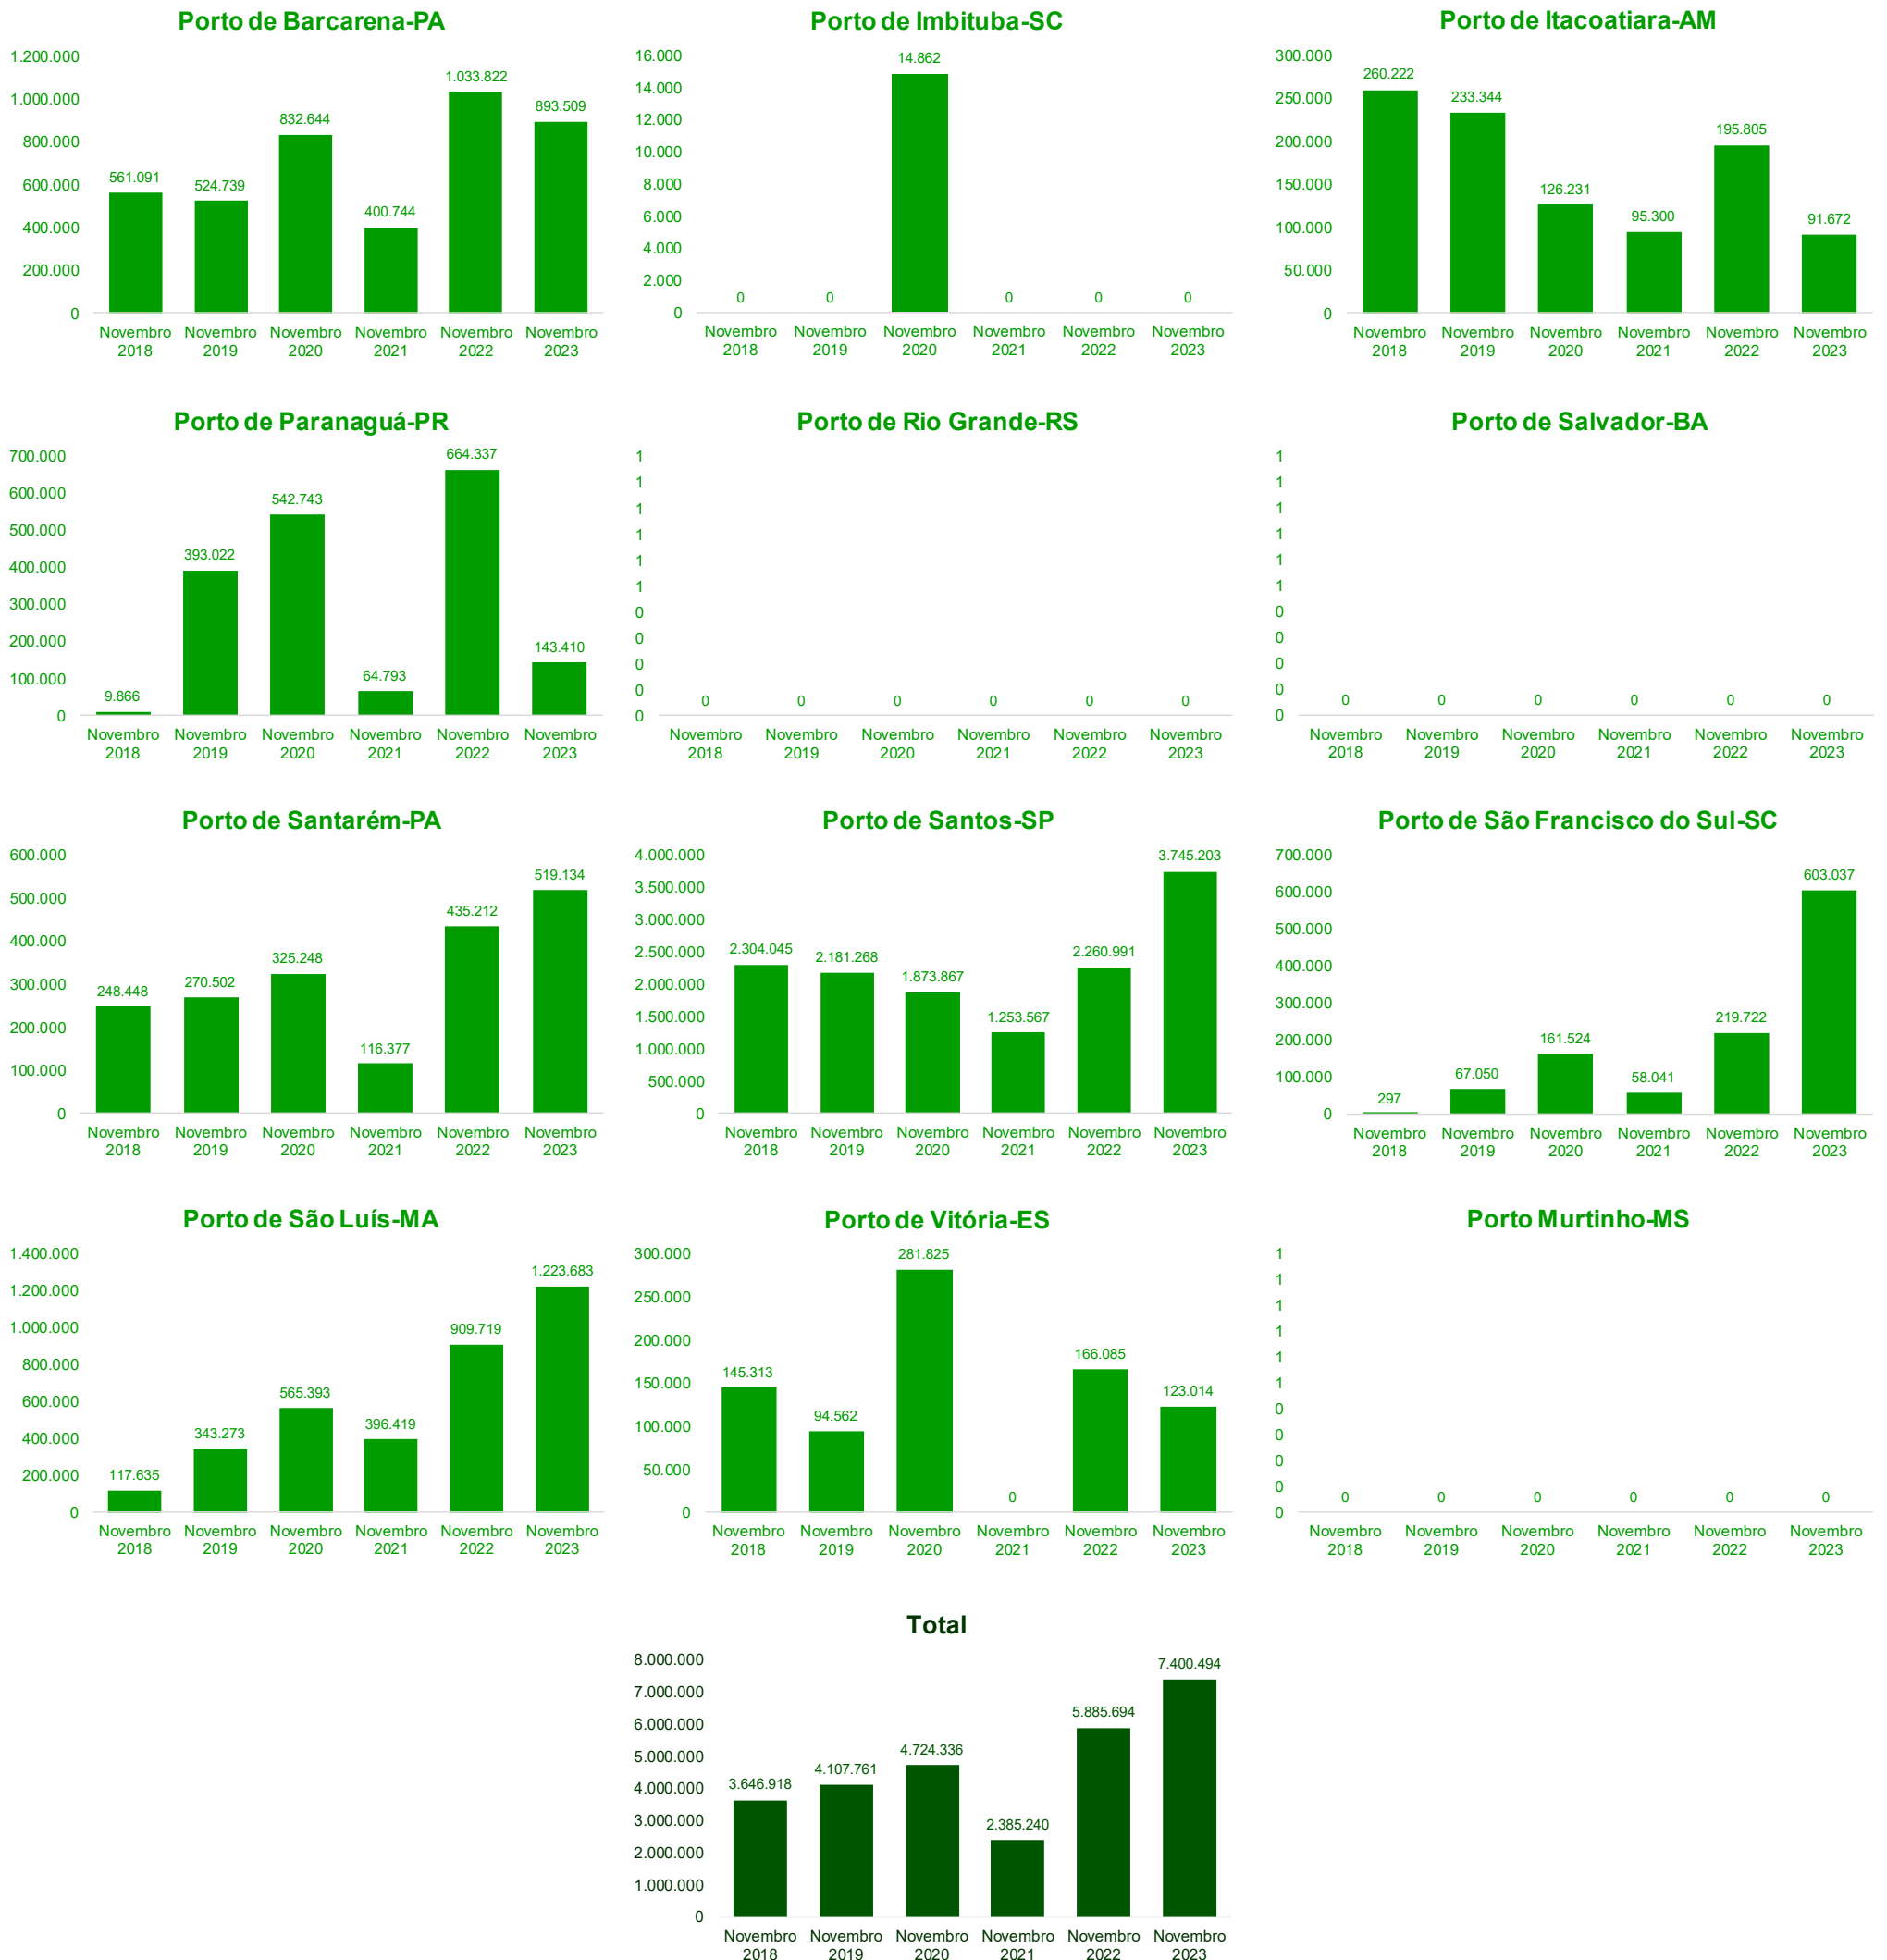 Porto de Barcarena-PA
1.200.000
1.000.000
800.000
600.000
400.000
200.000
0
561.091
524.739
832.644
400.744
1.033.822
893.509
Novembro 2018
Novembro 2019
Novembro 2020
Novembro 2021
Novembro 2022
Novembro 2023
Porto de Imbituba-SC
16.000
14.000
12.000
10.000
8.000
6.000
4.000
2.000
0
0
0
14.862
0
0
0
Novembro 2018
Novembro 2019
Novembro 2020
Novembro 2021
Novembro 2022
Novembro 2023
Porto de Itacoatiara-AM
300.000
250.000
200.000
150.000
100.000
50.000
0
260.222
233.344
126.231
95.300
195.805
91.672
Novembro 2018
Novembro 2019
Novembro 2020
Novembro 2021
Novembro 2022
Novembro 2023
Porto de Paranaguá-PR
700.000
600.000
500.000
400.000
300.000
200.000
100.000
0
9.866
393.022
542.743
64.793
664.337
143.410
Novembro 2018
Novembro 2019
Novembro 2020
Novembro 2021
Novembro 2022
Novembro 2023
Porto de Rio Grande-RS
1
1
1
1
1
1
0
0
0
0
0
0
0
0
0
0
0
Novembro 2018
Novembro 2019
Novembro 2020
Novembro 2021
Novembro 2022
Novembro 2023
Porto de Salvador-BA
1
1
1
1
1
1
0
0
0
0
0
0
0
0
0
0
0
Novembro 2018
Novembro 2019
Novembro 2020
Novembro 2021
Novembro 2022
Novembro 2023
Porto de Santarém-PA
600.000
500.000
400.000
300.000
200.000
100.000
0
248.448
270.502
325.248
116.377
435.212
519.134
Novembro 2018
Novembro 2019
Novembro 2020
Novembro 2021
Novembro 2022
Novembro 2023
Porto de Santos-SP
4.000.000
3.500.000
3.000.000
2.500.000
2.000.000
1.500.000
1.000.000
500.000
0
2.304.045
2.181.268
1.873.867
1.253.567
2.260.991
3.745.203
Novembro 2018
Novembro 2019
Novembro 2020
Novembro 2021
Novembro 2022
Novembro 2023
Porto de São Francisco do Sul-SC
700.000
600.000
500.000
400.000
300.000
200.000
100.000
0
297
67.050
161.524
58.041
219.722
603.037
Novembro 2018
Novembro 2019
Novembro 2020
Novembro 2021
Novembro 2022
Novembro 2023
Porto de São Luís-MA
1.400.000
1.200.000
1.000.000
800.000
600.000
400.000
200.000
0
117.635
343.273
565.393
396.419
909.719
1.223.683
Novembro 2018
Novembro 2019
Novembro 2020
Novembro 2021
Novembro 2022
Novembro 2023
Porto de Vitória-ES
300.000
250.000
200.000
150.000
100.000
50.000
0
145.313
94.562
281.825
0
166.085
123.014
Novembro 2018
Novembro 2019
Novembro 2020
Novembro 2021
Novembro 2022
Novembro 2023
Porto Murtinho-MS
1
1
1
1
1
1
0
0
0
0
0
0
0
0
0
0
0
Novembro 2018
Novembro 2019
Novembro 2020
Novembro 2021
Novembro 2022
Novembro 2023
Total
8.000.000
7.000.000
6.000.000
5.000.000
4.000.000
3.000.000
2.000.000
1.000.000
0
3.646.918
4.107.761
4.724.336
2.385.240
5.885.694
7.400.494
Novembro 2018
Novembro 2019
Novembro 2020
Novembro 2021
Novembro 2022
Novembro 2023